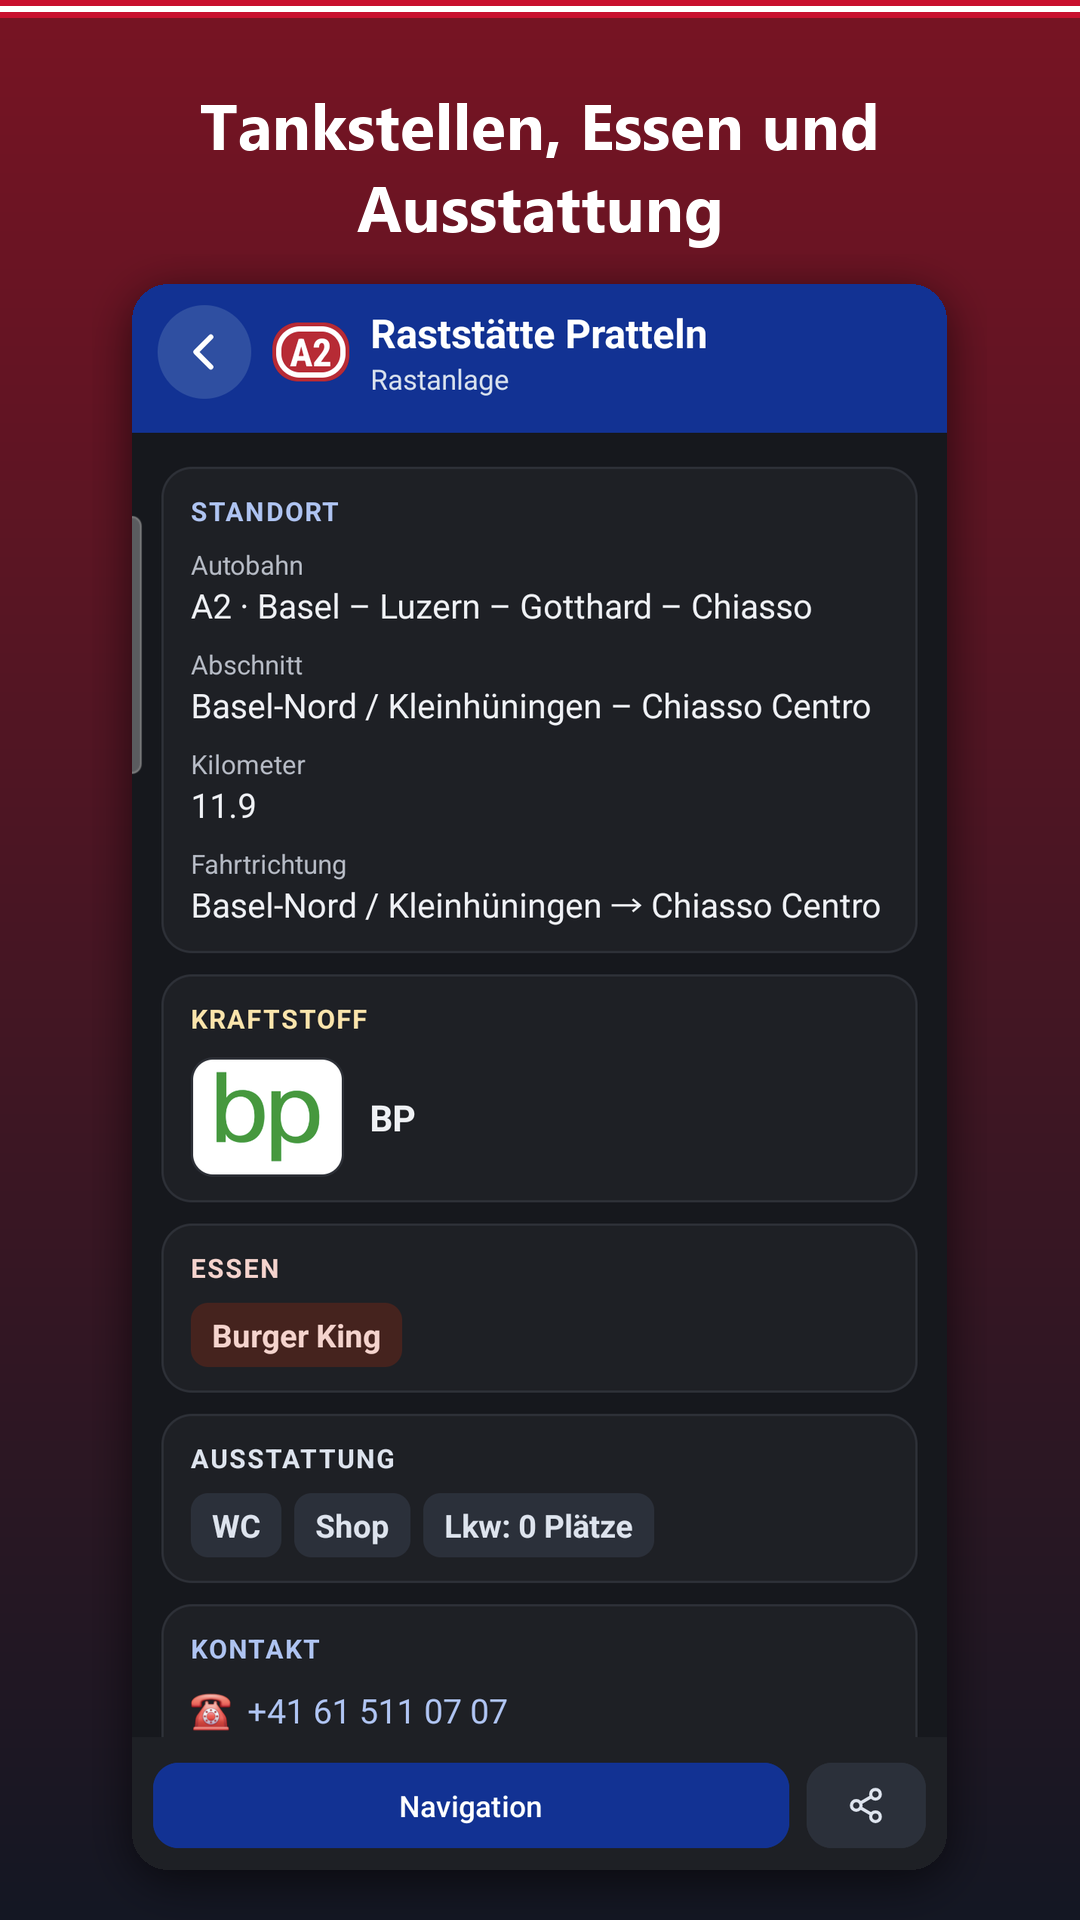 Tankstellen, Essen und
Ausstattung
A2
Raststätte Pratteln
Rastanlage
STANDORT
Autobahn
A2 · Basel – Luzern – Gotthard – Chiasso
Abschnitt
Basel-Nord / Kleinhüningen – Chiasso Centro
Kilometer
11.9
Fahrtrichtung
Basel-Nord / Kleinhüningen → Chiasso Centro
KRAFTSTOFF
bp
BP
ESSEN
Burger King
AUSSTATTUNG
WC Shop Lkw: 0 Plätze
KONTAKT
☎️ +41 61 511 07 07
Navigation